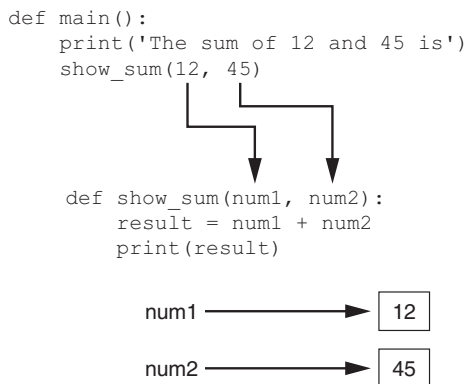 def main():
    print('The sum of 12 and 45 is')
    show_sum(12, 45)
def show_sum(num1, num2):
    result = num1 + num2
    print(result)
num1 12
num2 45